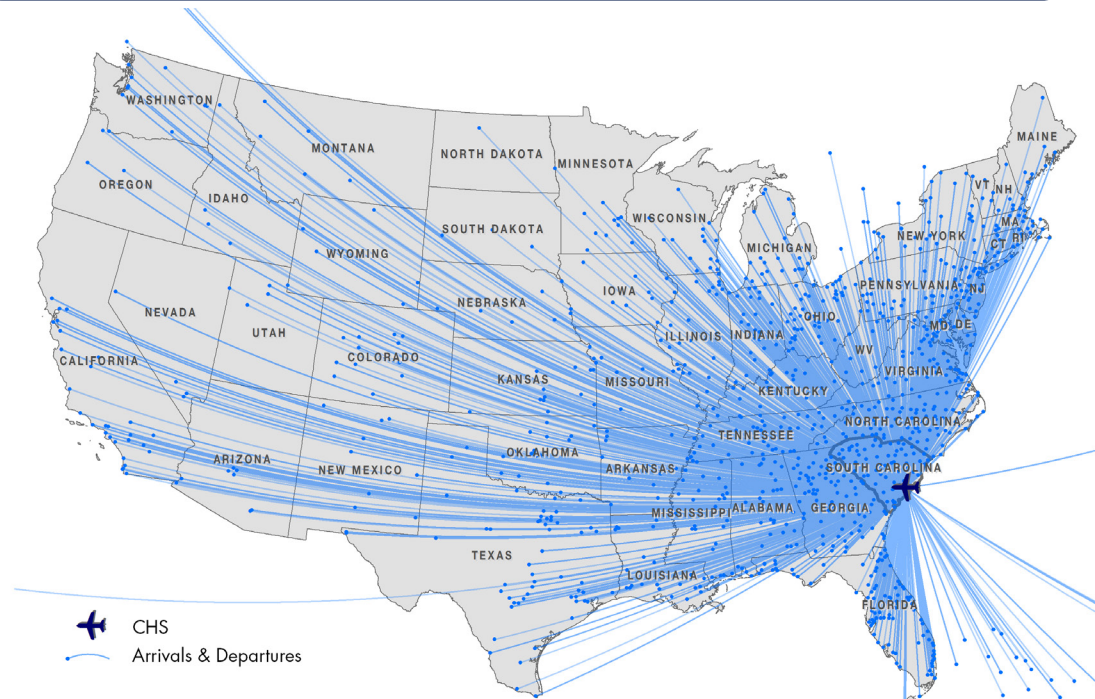 WASHINGTON
MAINE
MONTANA
NORTH DAKOTA
MINNESOTA
VT
NH
OREGON
IDAHO
WISCONSIN
MA
SOUTH DAKOTA
NEW YORK
RI
CT
MICHIGAN
WYOMING
PENNSYLVANIA
NJ
IOWA
NEBRASKA
NEVADA
OHIO
MD
DE
UTAH
ILLINOIS
INDIANA
WV
COLORADO
CALIFORNIA
VIRGINIA
KANSAS
MISSOURI
KENTUCKY
NORTH CAROLINA
TENNESSEE
OKLAHOMA
ARIZONA
NEW MEXICO
ARKANSAS
SOUTH CAROLINA
MISSISSIPPI
ALABAMA
GEORGIA
TEXAS
LOUISIANA
FLORIDA
CHS
Arrivals & Departures